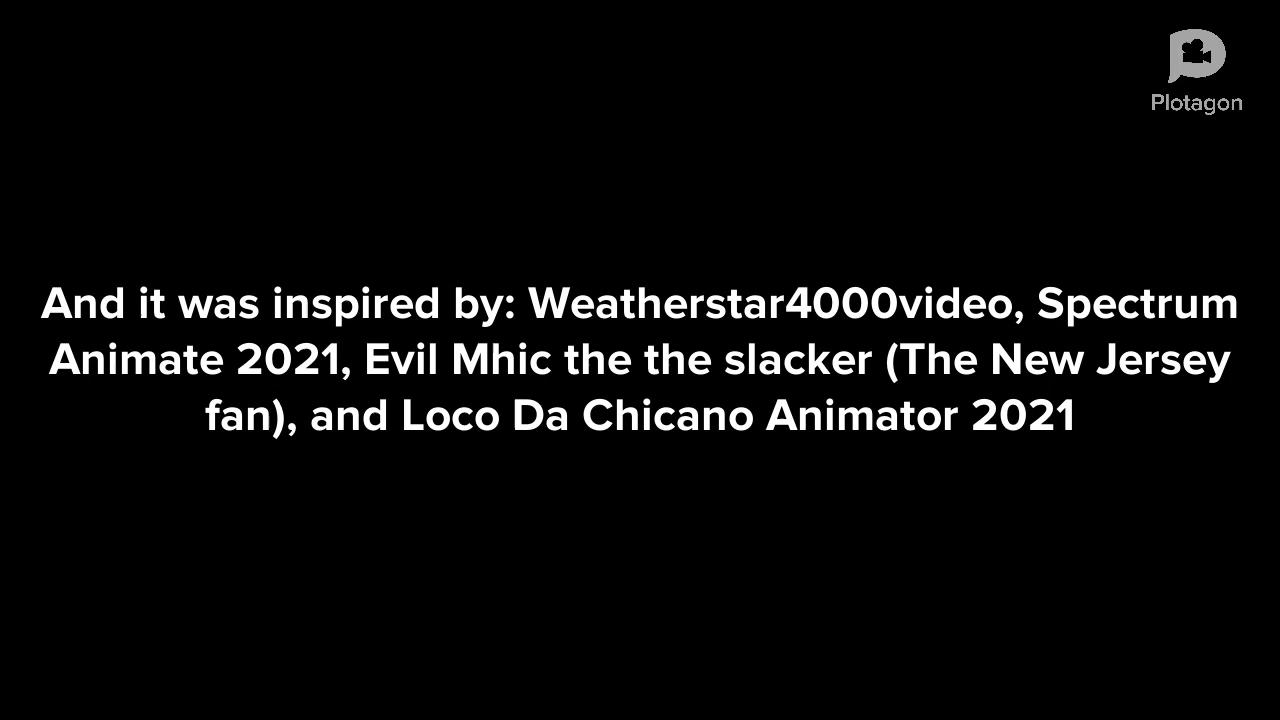 Plotagon
And it was inspired by: Weatherstar4000video, Spectrum
Animate 2021, Evil Mhic the the slacker (The New Jersey
fan), and Loco Da Chicano Animator 2021